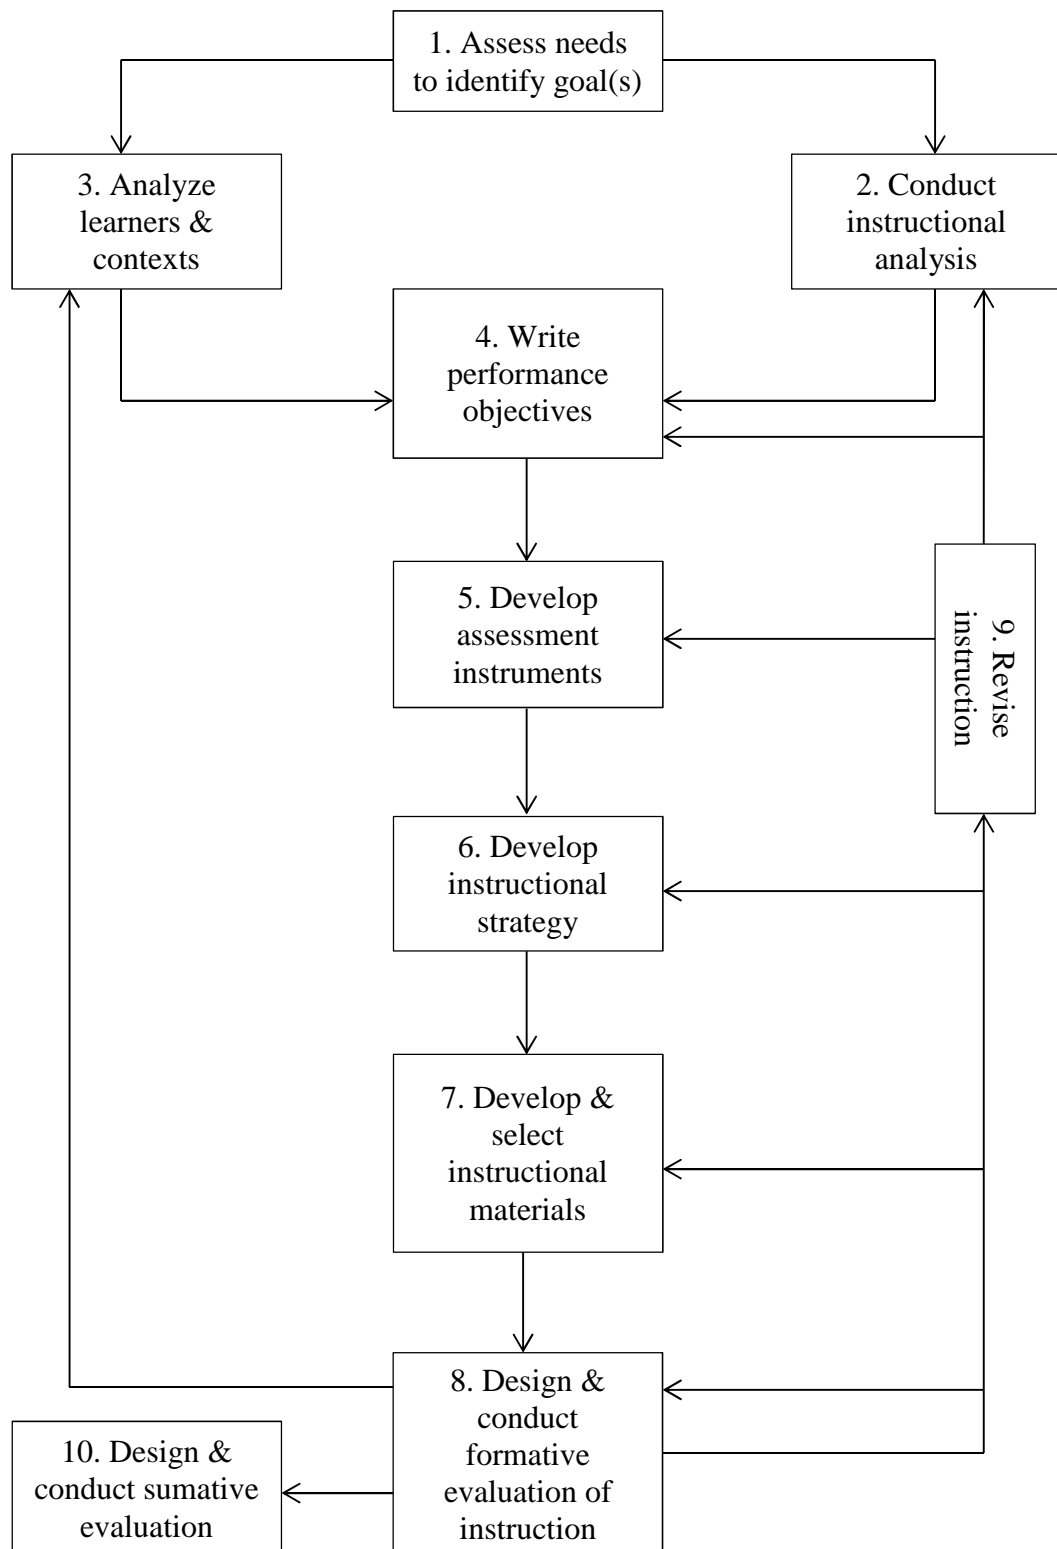 1. Assess needs
to identify goal(s)
3. Analyze
learners &
contexts
2. Conduct
instructional
analysis
4. Write
performance
objectives
5. Develop
assessment
instruments
9. Revise
instruction
6. Develop
instructional
strategy
7. Develop &
select
instructional
materials
8. Design &
conduct
formative
evaluation of
instruction
10. Design &
conduct sumative
evaluation